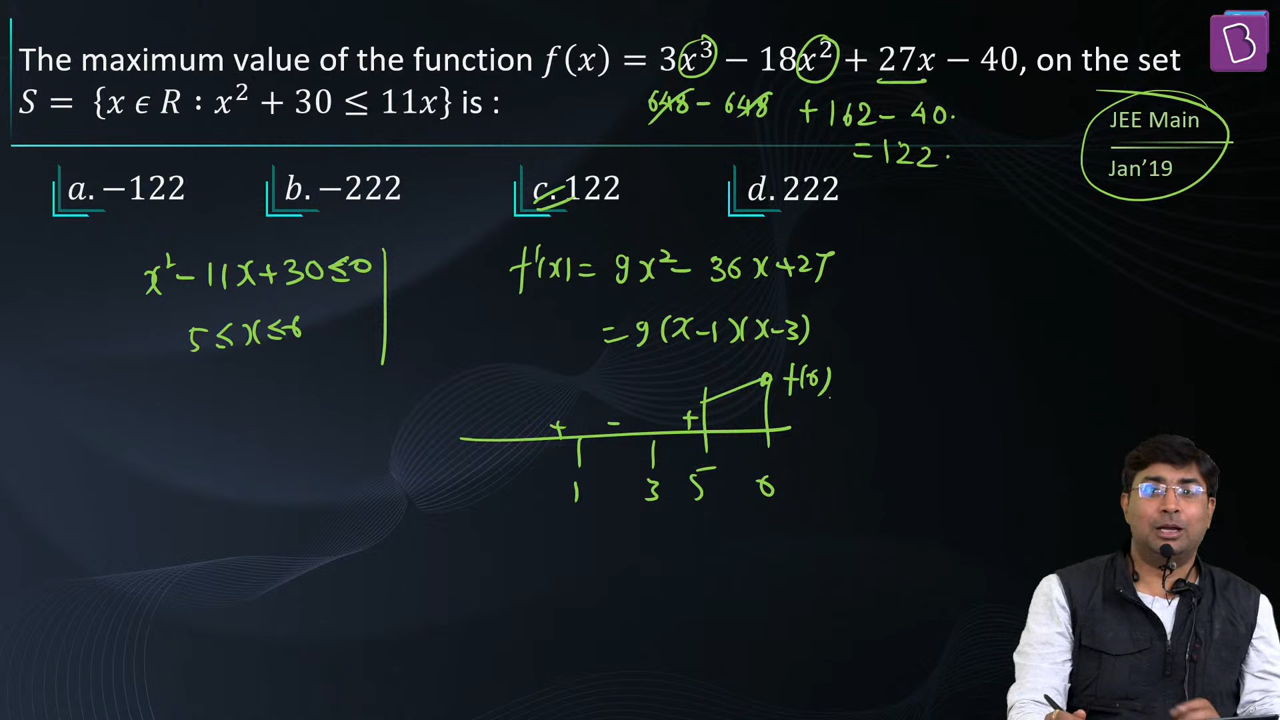 The maximum value of the function f(x) = 3x³ − 18x² + 27x − 40, on the set
S = {x ϵ R : x² + 30 ≤ 11x} is :
648 − 648 + 162 − 40.
= 122.
JEE Main
Jan'19
a. −122
b. −222
c. 122
d. 222
x² − 11x + 30 ≤ 0
5 ≤ x ≤ 6
f'(x) = 9x² − 36x + 27
= 9(x−1)(x−3)
f(6)
+ − +
1 3 5 6